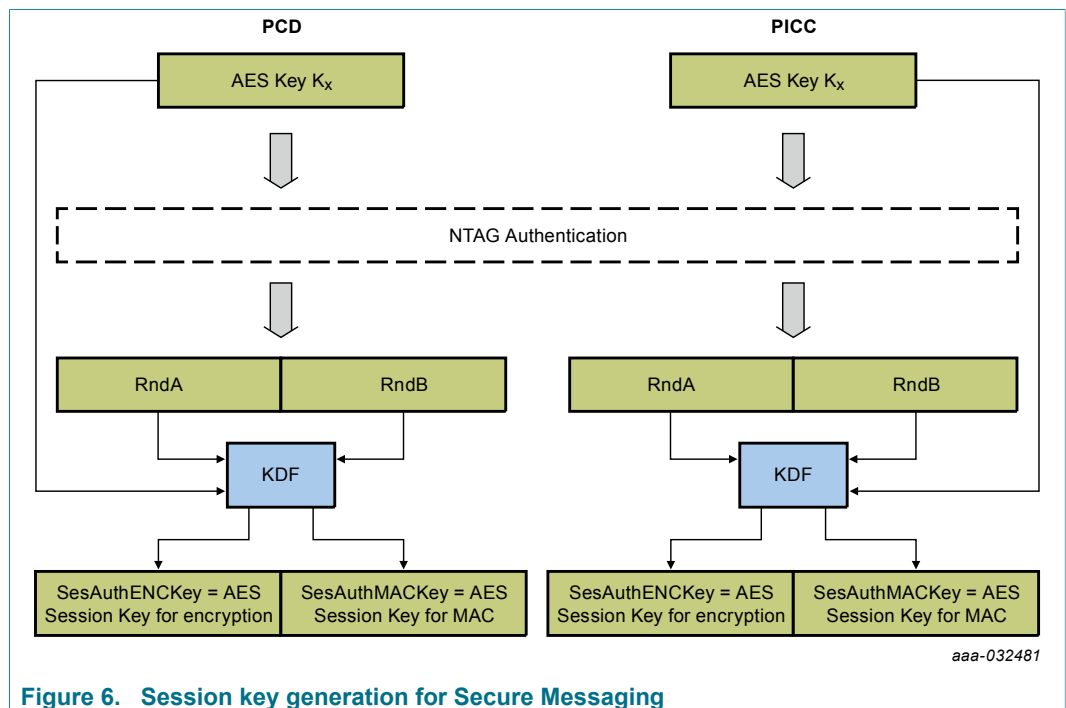 PCD
PICC
AES Key Kx
AES Key Kx
NTAG Authentication
RndA
RndB
RndA
RndB
KDF
KDF
SesAuthENCKey = AES
Session Key for encryption
SesAuthMACKey = AES
Session Key for MAC
SesAuthENCKey = AES
Session Key for encryption
SesAuthMACKey = AES
Session Key for MAC
aaa-032481
Figure 6. Session key generation for Secure Messaging